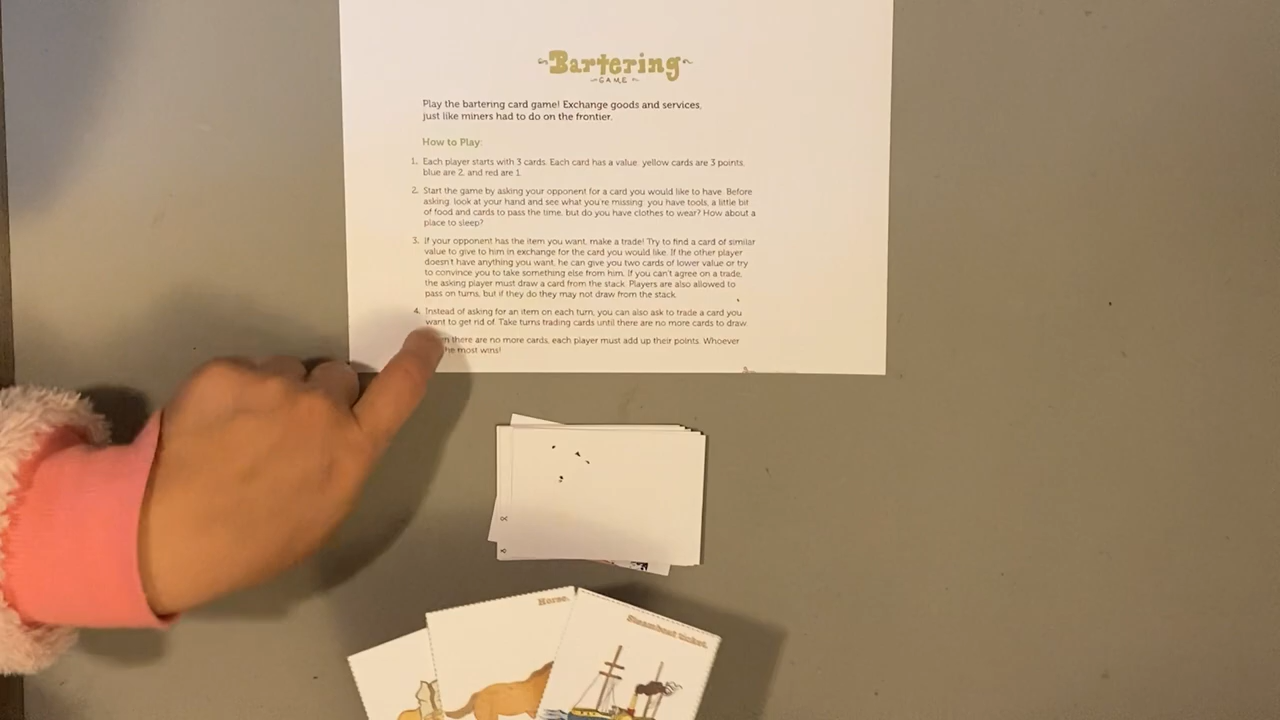 Bartering
GAME
Play the bartering card game! Exchange goods and services,
just like miners had to do on the frontier.
How to Play:
1. Each player starts with 3 cards. Each card has a value: yellow cards are 3 points,
blue are 2, and red are 1.
2. Start the game by asking your opponent for a card you would like to have. Before
asking, look at your hand and see what you're missing: you have tools, a little bit
of food and cards to pass the time, but do you have clothes to wear? How about a
place to sleep?
3. If your opponent has the item you want, make a trade! Try to find a card of similar
value to give to him in exchange for the card you would like. If the other player
doesn't have anything you want, he can give you two cards of lower value or try
to convince you to take something else from him. If you can't agree on a trade,
the asking player must draw a card from the stack. Players are also allowed to
pass on turns, but if they do they may not draw from the stack.
4. Instead of asking for an item on each turn, you can also ask to trade a card you
want to get rid of. Take turns trading cards until there are no more cards to draw.
there are no more cards, each player must add up their points. Whoever
the most wins!
Horse.
Steamboat ticket.